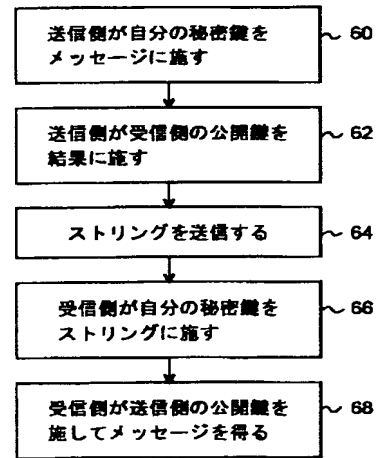 送信側が自分の秘密鍵を
メッセージに施す
60
送信側が受信側の公開鍵を
結果に施す
62
ストリングを送信する
64
受信側が自分の秘密鍵を
ストリングに施す
66
受信側が送信側の公開鍵を
施してメッセージを得る
68